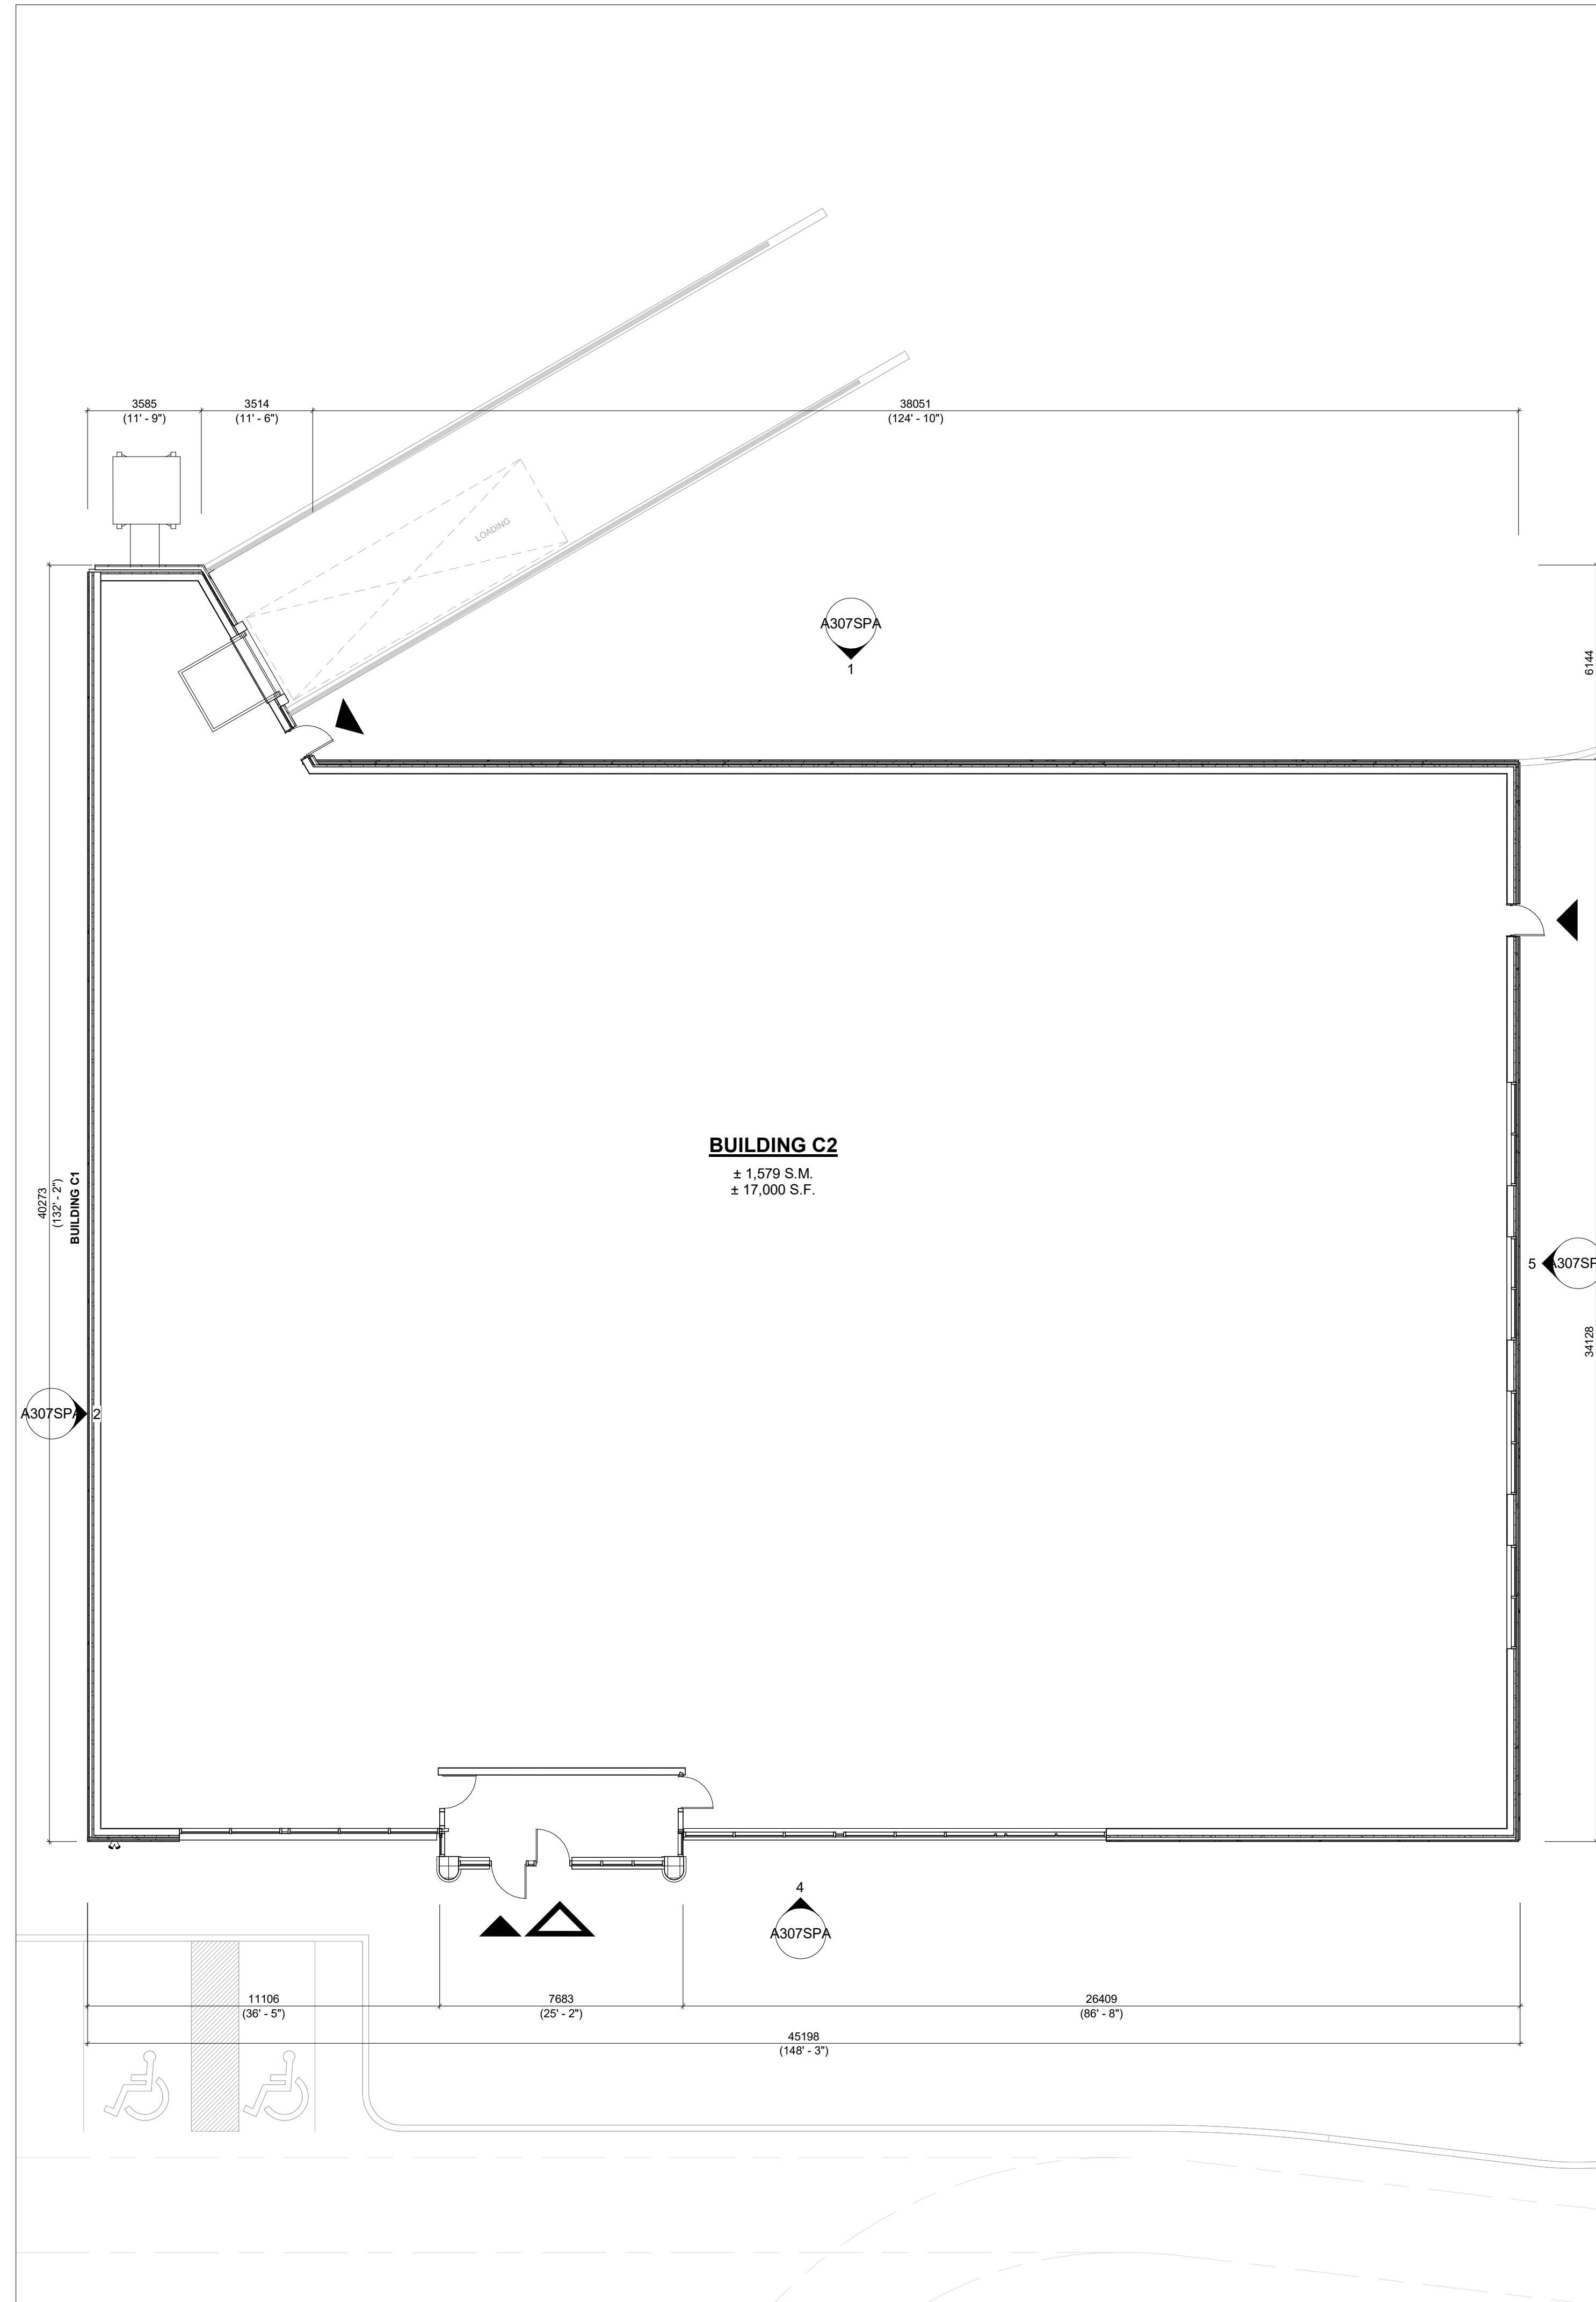 3585
(11' - 9")
3514
(11' - 6")
38051
(124' - 10")
LOADING
A307SPA
1
6144
BUILDING C2
± 1,579 S.M.
± 17,000 S.F.
40273
(132' - 2")
BUILDING C1
5
34128
A307SPA
2
4
A307SPA
11106
(36' - 5")
7683
(25' - 2")
26409
(86' - 8")
45198
(148' - 3")